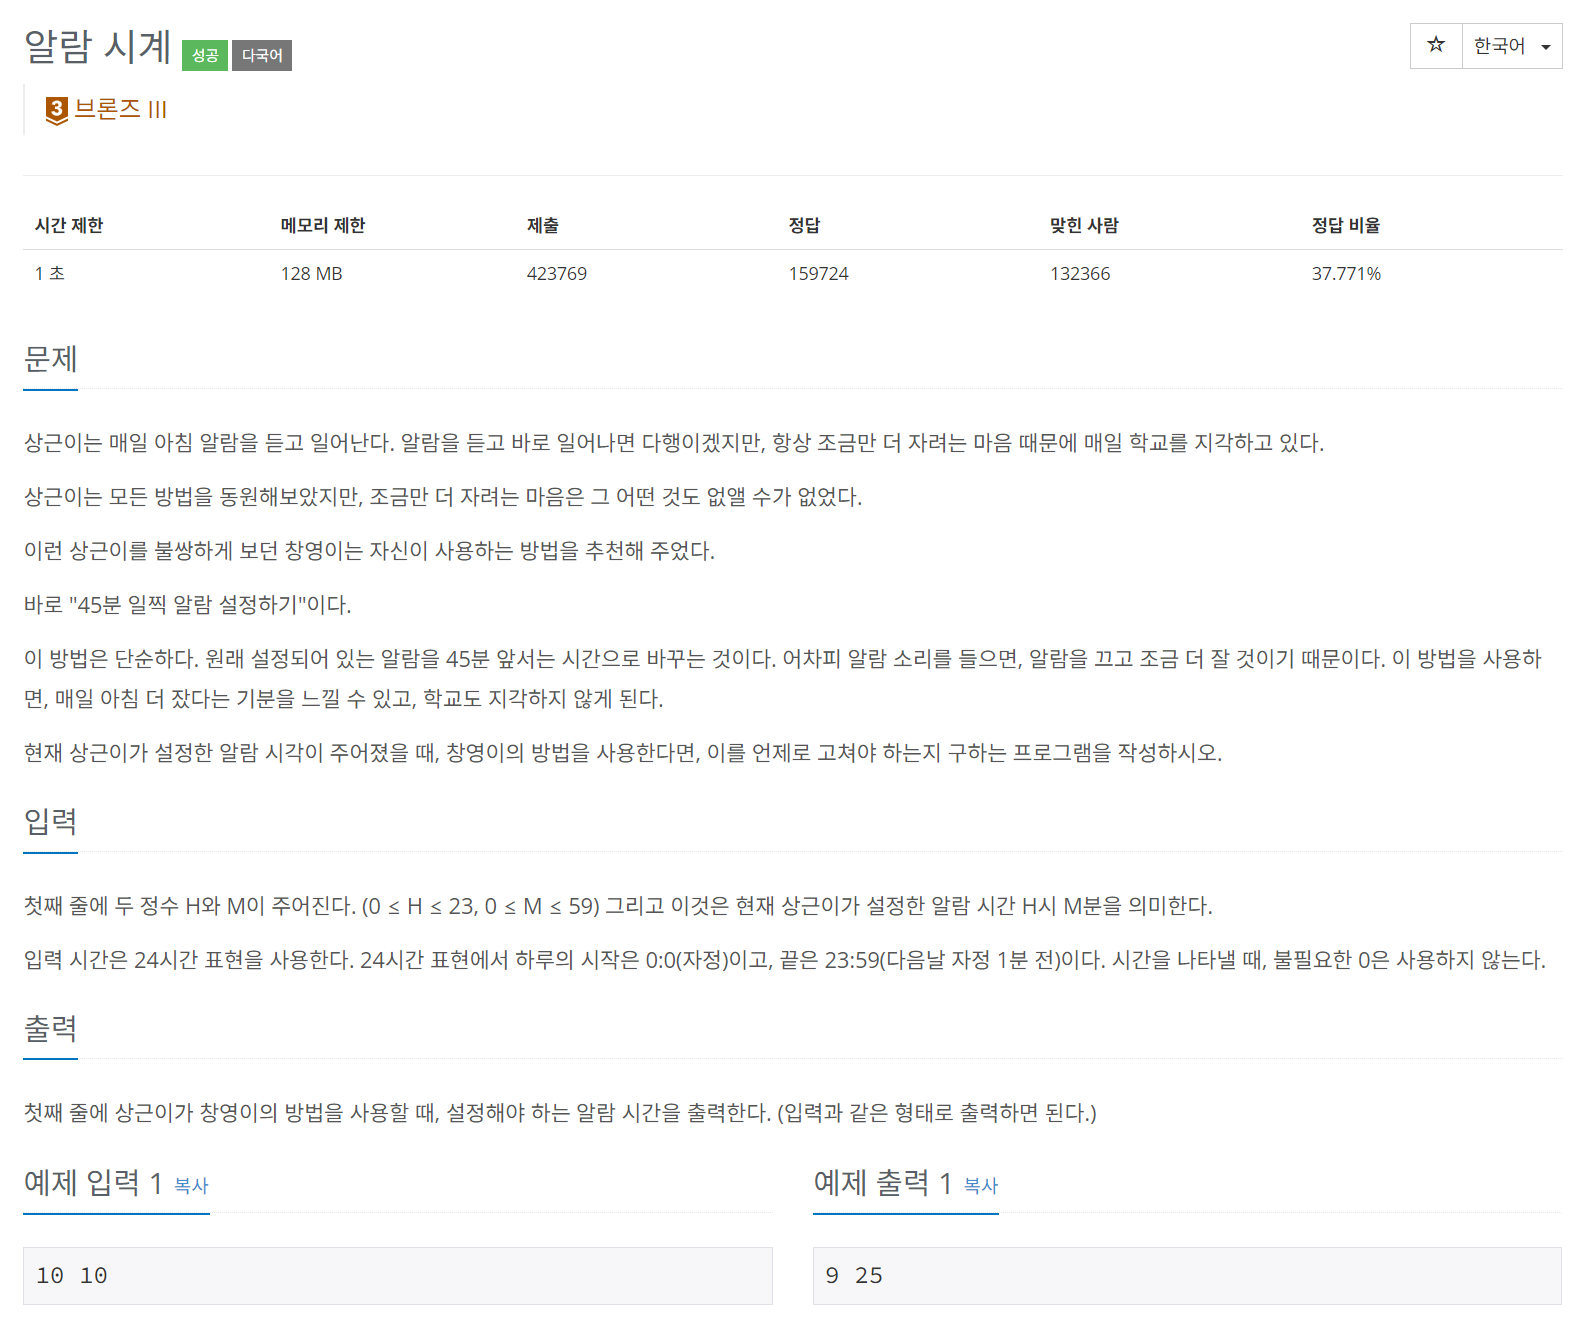 알람 시계 성공 다국어
☆ 한국어
3 브론즈 III
시간 제한 메모리 제한 제출 정답 맞힌 사람 정답 비율
1 초 128 MB 423769 159724 132366 37.771%
문제
상근이는 매일 아침 알람을 듣고 일어난다. 알람을 듣고 바로 일어나면 다행이겠지만, 항상 조금만 더 자려는 마음 때문에 매일 학교를 지각하고 있다.
상근이는 모든 방법을 동원해보았지만, 조금만 더 자려는 마음은 그 어떤 것도 없앨 수가 없었다.
이런 상근이를 불쌍하게 보던 창영이는 자신이 사용하는 방법을 추천해 주었다.
바로 "45분 일찍 알람 설정하기"이다.
이 방법은 단순하다. 원래 설정되어 있는 알람을 45분 앞서는 시간으로 바꾸는 것이다. 어차피 알람 소리를 들으면, 알람을 끄고 조금 더 잘 것이기 때문이다. 이 방법을 사용하
면, 매일 아침 더 잤다는 기분을 느낄 수 있고, 학교도 지각하지 않게 된다.
현재 상근이가 설정한 알람 시각이 주어졌을 때, 창영이의 방법을 사용한다면, 이를 언제로 고쳐야 하는지 구하는 프로그램을 작성하시오.
입력
첫째 줄에 두 정수 H와 M이 주어진다. (0 ≤ H ≤ 23, 0 ≤ M ≤ 59) 그리고 이것은 현재 상근이가 설정한 알람 시간 H시 M분을 의미한다.
입력 시간은 24시간 표현을 사용한다. 24시간 표현에서 하루의 시작은 0:0(자정)이고, 끝은 23:59(다음날 자정 1분 전)이다. 시간을 나타낼 때, 불필요한 0은 사용하지 않는다.
출력
첫째 줄에 상근이가 창영이의 방법을 사용할 때, 설정해야 하는 알람 시간을 출력한다. (입력과 같은 형태로 출력하면 된다.)
예제 입력 1 복사
10 10
예제 출력 1 복사
9 25